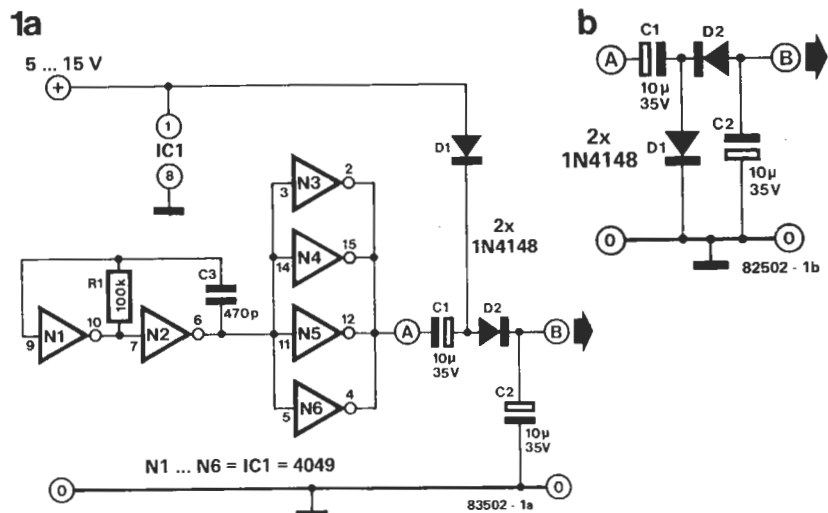 1a
5 ... 15 V
+
1
IC1
8
D1
2x
1N4148
N3
3
2
N4
14
15
N5
11
12
N6
5
4
R1
100k
C3
470p
N1
9
10
N2
7
6
A
C1
10µ
35V
D2
B
C2
10µ
35V
N1 ... N6 = IC1 = 4049
0
0
83502 - 1a
b
A
C1
10µ
35V
D2
B
2x
1N4148
D1
C2
10µ
35V
0
0
82502 - 1b